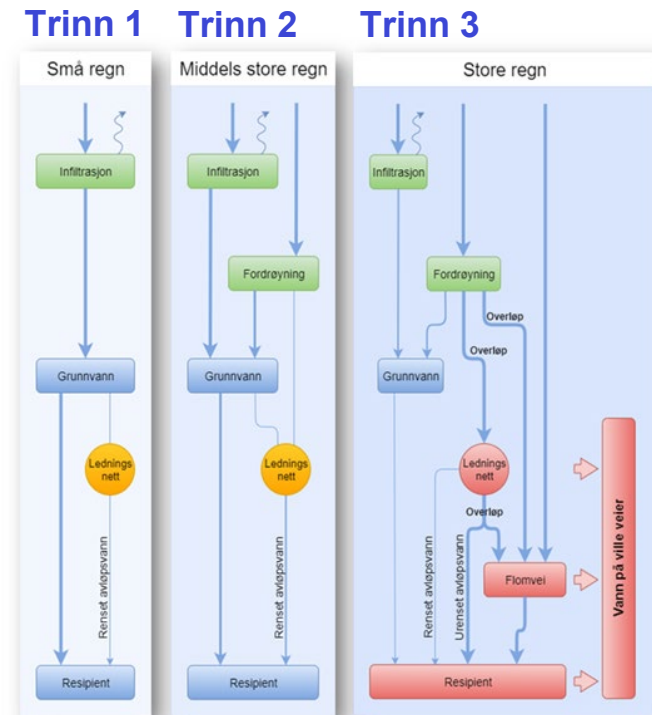 Trinn 1
Små regn
Infiltrasjon
Grunnvann
Lednings
nett
Renset avløpsvann
Resipient
Trinn 2
Middels store regn
Infiltrasjon
Fordrøyning
Grunnvann
Lednings
nett
Renset avløpsvann
Resipient
Trinn 3
Store regn
Infiltrasjon
Fordrøyning
Overløp
Overløp
Grunnvann
Lednings
nett
Overløp
Renset avløpsvann
Urenset avløpsvann
Flomvei
Resipient
Vann på ville veier